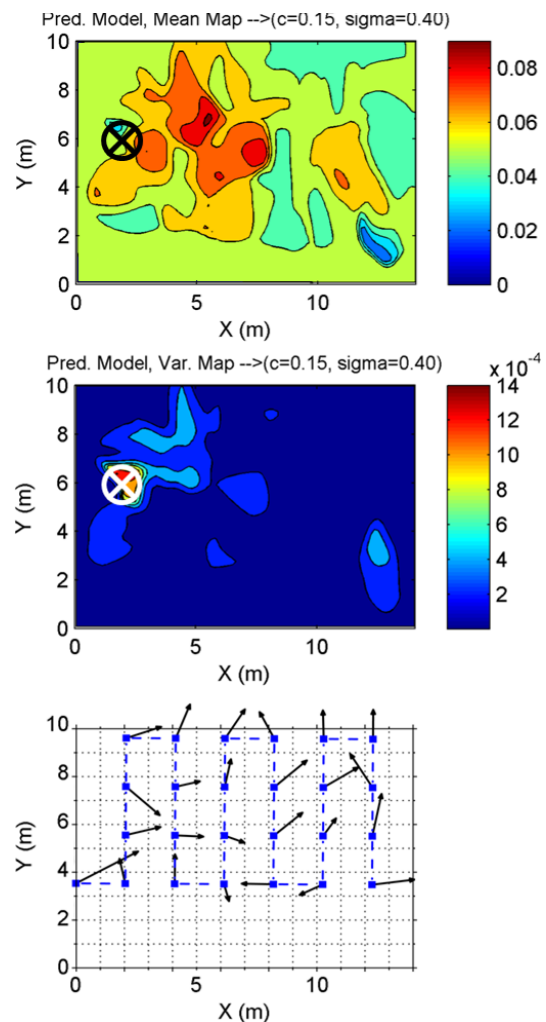 Pred. Model, Mean Map -->(c=0.15, sigma=0.40)
10
8
6
4
2
0
Y (m)
0 5 10
X (m)
0.08
0.06
0.04
0.02
0
Pred. Model, Var. Map -->(c=0.15, sigma=0.40)
x 10-4
10
8
6
4
2
0
Y (m)
0 5 10
X (m)
14
12
10
8
6
4
2
10
8
6
4
2
0
Y (m)
0 5 10
X (m)